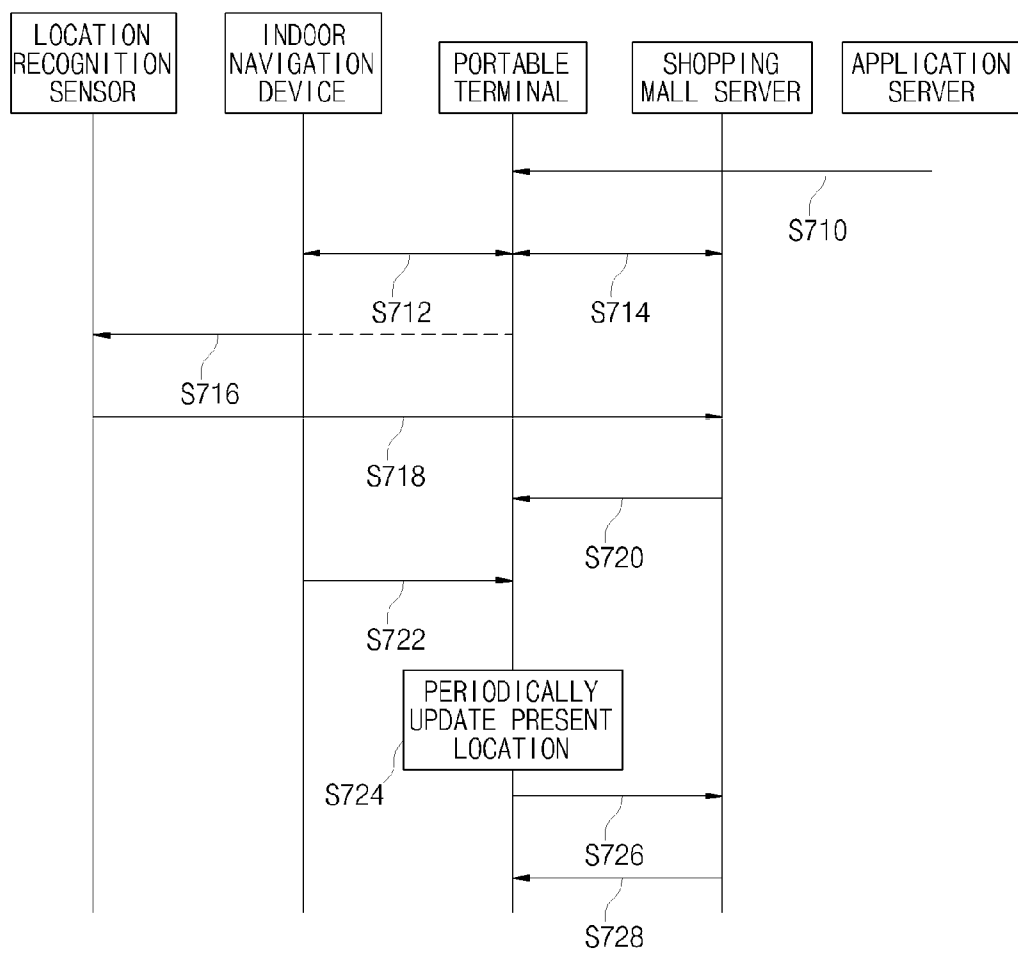 LOCATION
RECOGNITION
SENSOR
INDOOR
NAVIGATION
DEVICE
PORTABLE
TERMINAL
SHOPPING
MALL SERVER
APPLICATION
SERVER
S710
S712
S714
S716
S718
S720
S722
PERIODICALLY
UPDATE PRESENT
LOCATION
S724
S726
S728